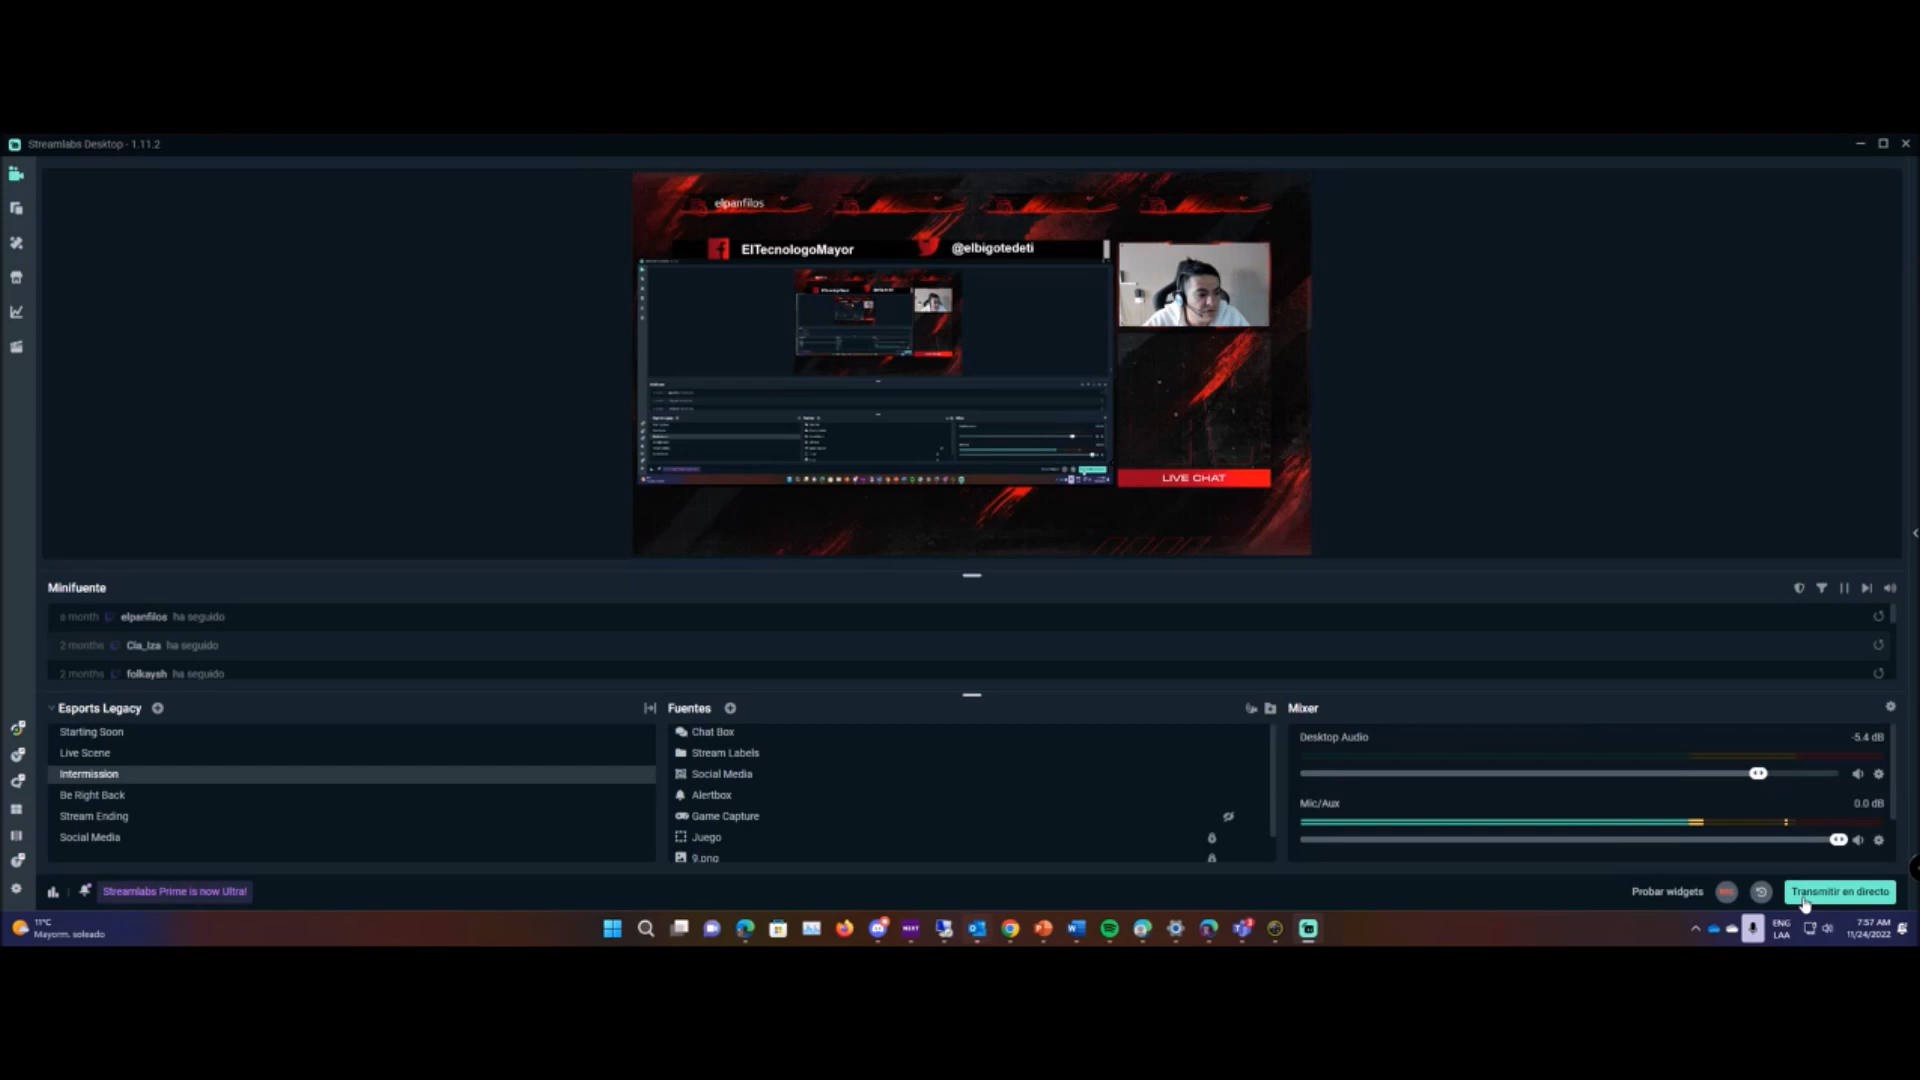 Streamlabs Desktop - 1.11.2
elpanfilos
ElTecnologoMayor
@elbigotedeti
LIVE CHAT
Minifuente
a month elpanfilos ha seguido
2 months Cia_Iza ha seguido
2 months folkaysh ha seguido
Esports Legacy
Starting Soon
Live Scene
Intermission
Be Right Back
Stream Ending
Social Media
Fuentes
Chat Box
Stream Labels
Social Media
Alertbox
Game Capture
Juego
9.png
Mixer
Desktop Audio -5.4 dB
Mic/Aux 0.0 dB
Streamlabs Prime is now Ultra!
Probar widgets
REC
Transmitir en directo
11°C
Mayorm. soleado
NEXT
ENG
LAA
7:57 AM
11/24/2022